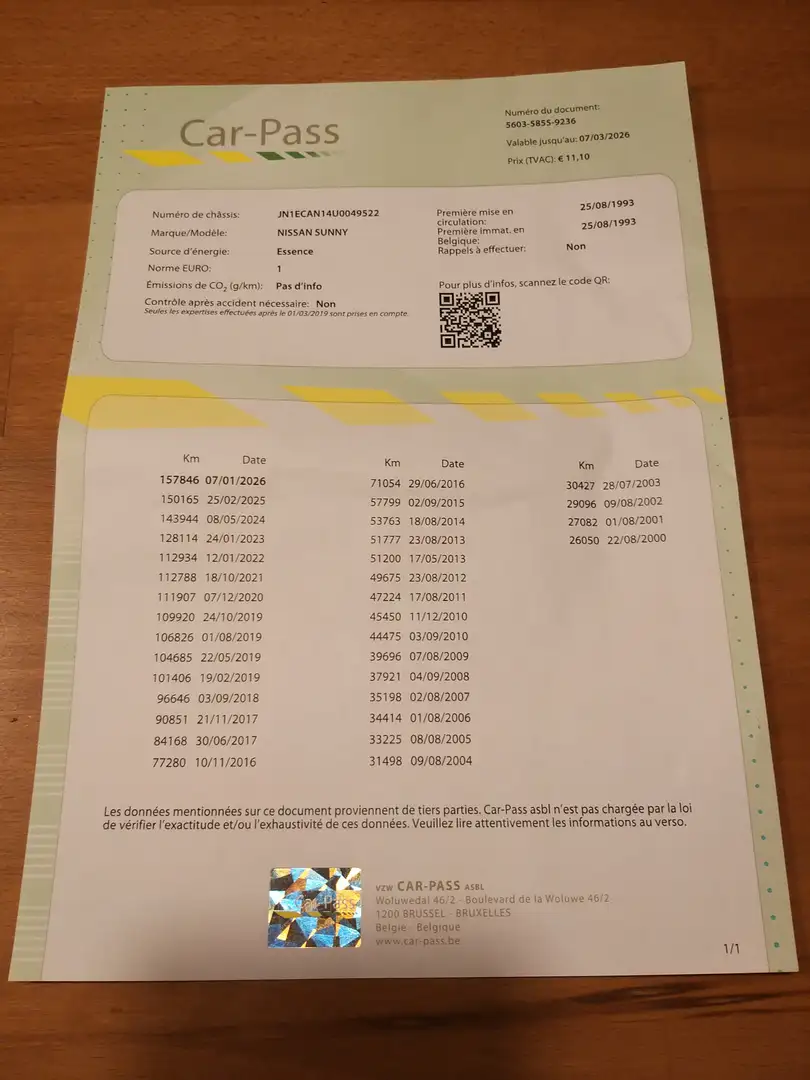 Car-Pass
Numéro du document:
5603-5855-9236
Valable jusqu'au: 07/03/2026
Prix (TVAC): € 11,10
Numéro de châssis: JN1ECAN14U0049522
Marque/Modèle: NISSAN SUNNY
Source d'énergie: Essence
Norme EURO: 1
Émissions de CO2 (g/km): Pas d'info
Contrôle après accident nécessaire: Non
Seules les expertises effectuées après le 01/03/2019 sont prises en compte.
Première mise en circulation: 25/08/1993
Première immat. en Belgique: 25/08/1993
Rappels à effectuer: Non
Pour plus d'infos, scannez le code QR:
Km Date
157846 07/01/2026
150165 25/02/2025
143944 08/05/2024
128114 24/01/2023
112934 12/01/2022
112788 18/10/2021
111907 07/12/2020
109920 24/10/2019
106826 01/08/2019
104685 22/05/2019
101406 19/02/2019
96646 03/09/2018
90851 21/11/2017
84168 30/06/2017
77280 10/11/2016
Km Date
71054 29/06/2016
57799 02/09/2015
53763 18/08/2014
51777 23/08/2013
51200 17/05/2013
49675 23/08/2012
47224 17/08/2011
45450 11/12/2010
44475 03/09/2010
39696 07/08/2009
37921 04/09/2008
35198 02/08/2007
34414 01/08/2006
33225 08/08/2005
31498 09/08/2004
Km Date
30427 28/07/2003
29096 09/08/2002
27082 01/08/2001
26050 22/08/2000
Les données mentionnées sur ce document proviennent de tiers parties. Car-Pass asbl n'est pas chargée par la loi
de vérifier l'exactitude et/ou l'exhaustivité de ces données. Veuillez lire attentivement les informations au verso.
Car-Pass
VZW CAR-PASS ASBL
Woluwedal 46/2 - Boulevard de la Woluwe 46/2
1200 BRUSSEL - BRUXELLES
België - Belgique
www.car-pass.be
1/1